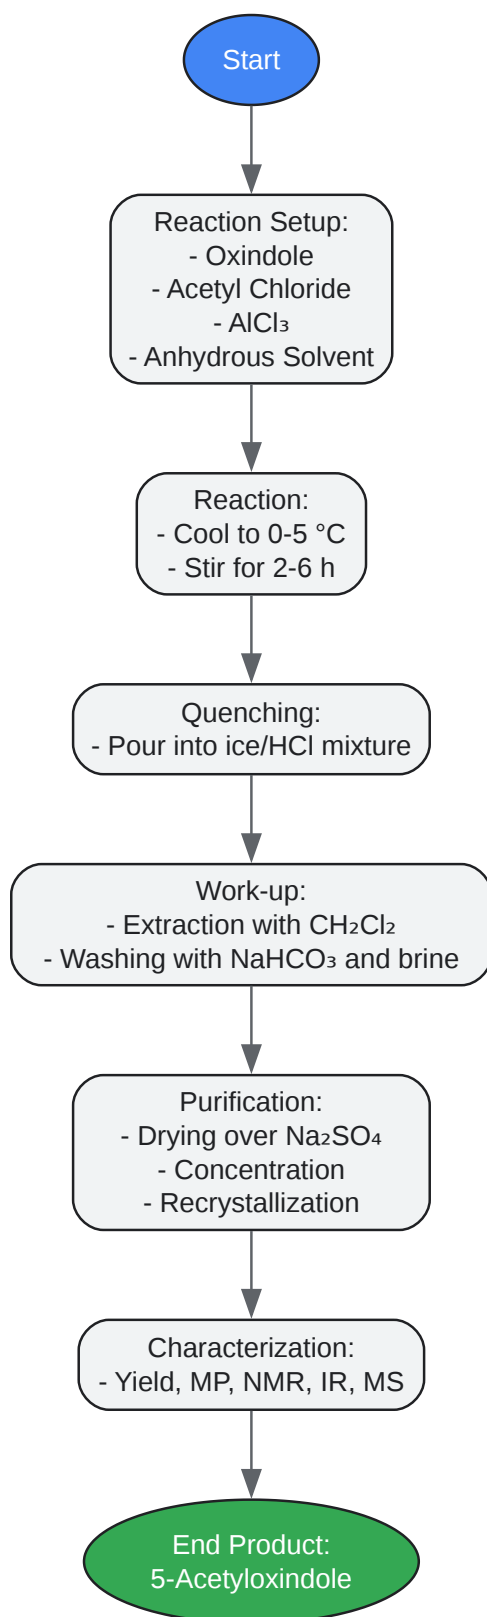 Start
Reaction Setup:
- Oxindole
- Acetyl Chloride
- AlCl₃
- Anhydrous Solvent
Reaction:
- Cool to 0-5 °C
- Stir for 2-6 h
Quenching:
- Pour into ice/HCl mixture
Work-up:
- Extraction with CH₂Cl₂
- Washing with NaHCO₃ and brine
Purification:
- Drying over Na₂SO₄
- Concentration
- Recrystallization
Characterization:
- Yield, MP, NMR, IR, MS
End Product:
5-Acetyloxindole